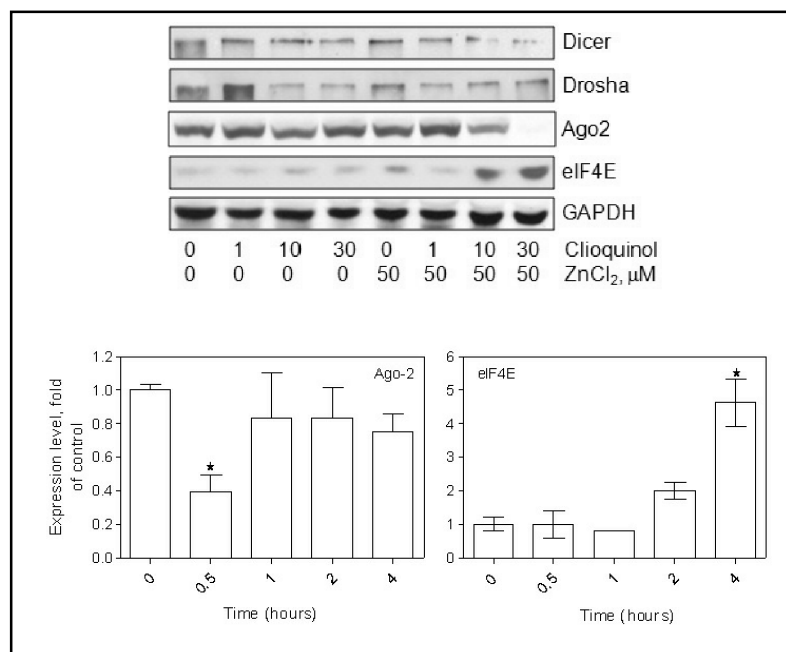 Dicer
Drosha
Ago2
eIF4E
GAPDH
0 1 10 30 0 1 10 30 Clioquinol
0 0 0 0 50 50 50 50 ZnCl₂, μM
Expression level, fold
of control
1.2
1.0
0.8
0.6
0.4
0.2
0.0
Ago-2
*
0 0.5 1 2 4
Time (hours)
6
5
4
3
2
1
0
eIF4E
*
0 0.5 1 2 4
Time (hours)